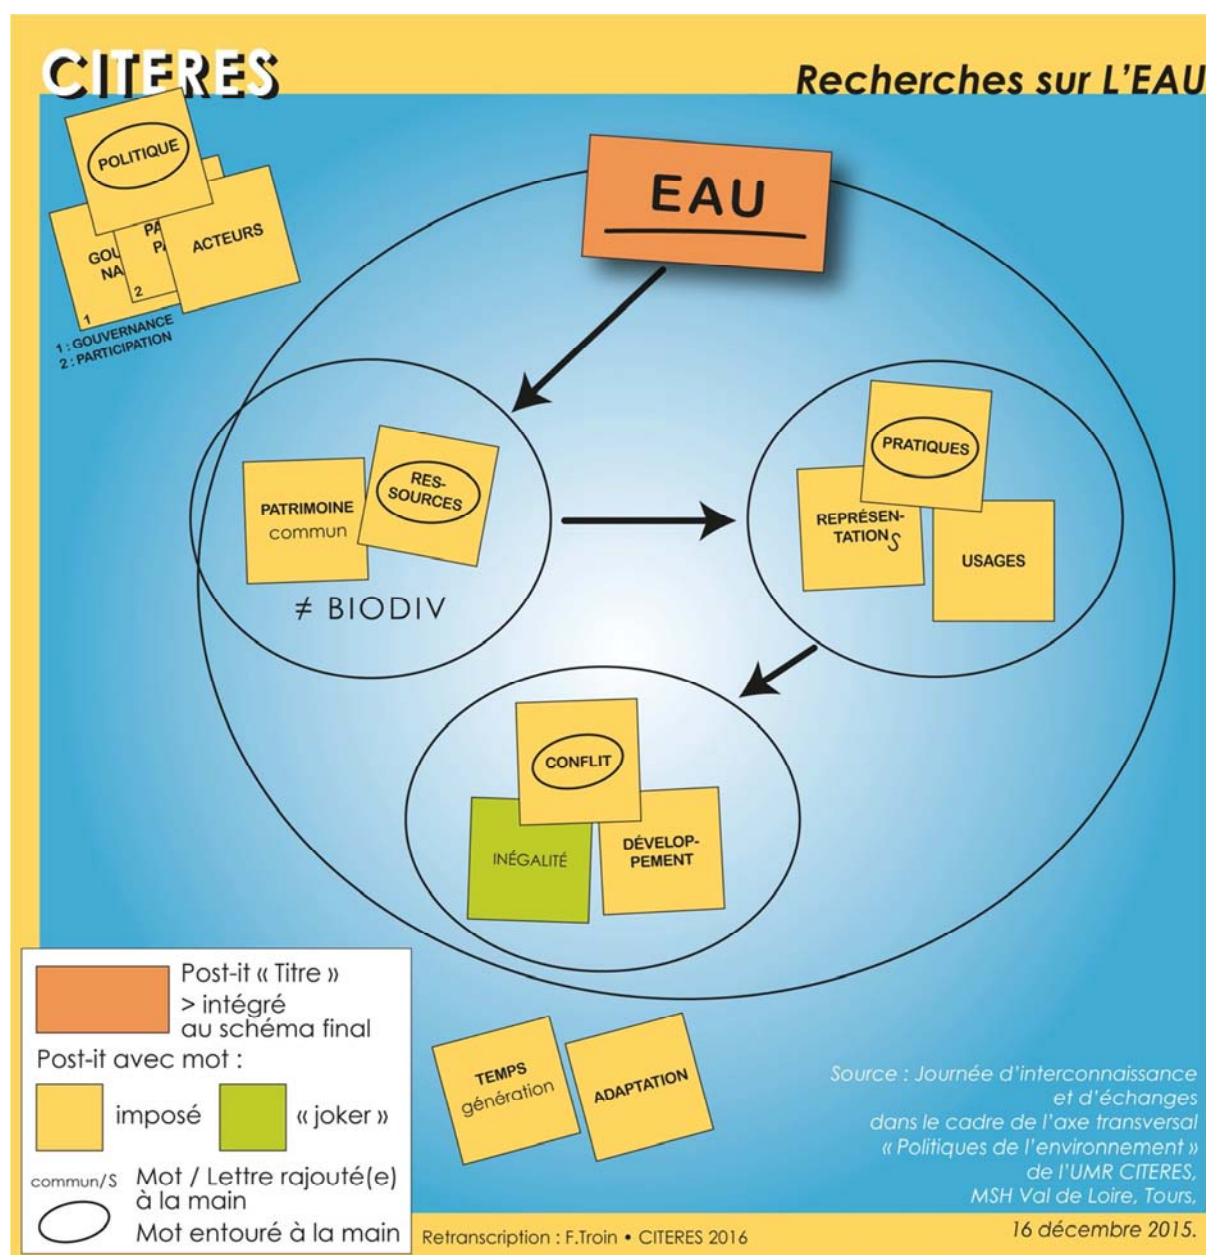 CITERES
Recherches sur L'EAU
POLITIQUE
GOU
NA
1
PA
PA
2
ACTEURS
1 : GOUVERNANCE
2 : PARTICIPATION
EAU
PATRIMOINE
commun
RES-
SOURCES
≠ BIODIV
PRATIQUES
REPRÉSEN-
TATIONS
USAGES
CONFLIT
INÉGALITÉ
DÉVELOP-
PEMENT
TEMPS
génération
ADAPTATION
Post-it « Titre »
> intégré
au schéma final
Post-it avec mot :
imposé
« joker »
commun/S
Mot / Lettre rajouté(e)
à la main
Mot entouré à la main
Source : Journée d'interconnaissance
et d'échanges
dans le cadre de l'axe transversal
« Politiques de l'environnement »
de l'UMR CITERES,
MSH Val de Loire, Tours,
16 décembre 2015.
Retranscription : F.Troin • CITERES 2016